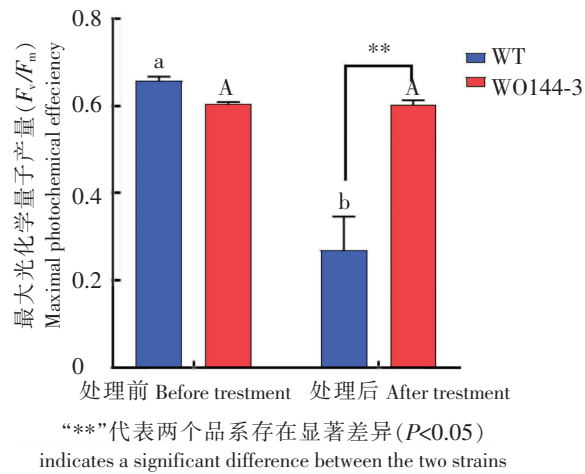 最大光化学量子产量(Fv/Fm)
Maximal photochemical effeciency
0.8
0.6
0.4
0.2
0
a
A
b
A
**
WT
WO144-3
处理前 Before trestment
处理后 After trestment
“**”代表两个品系存在显著差异(P<0.05)
indicates a significant difference between the two strains